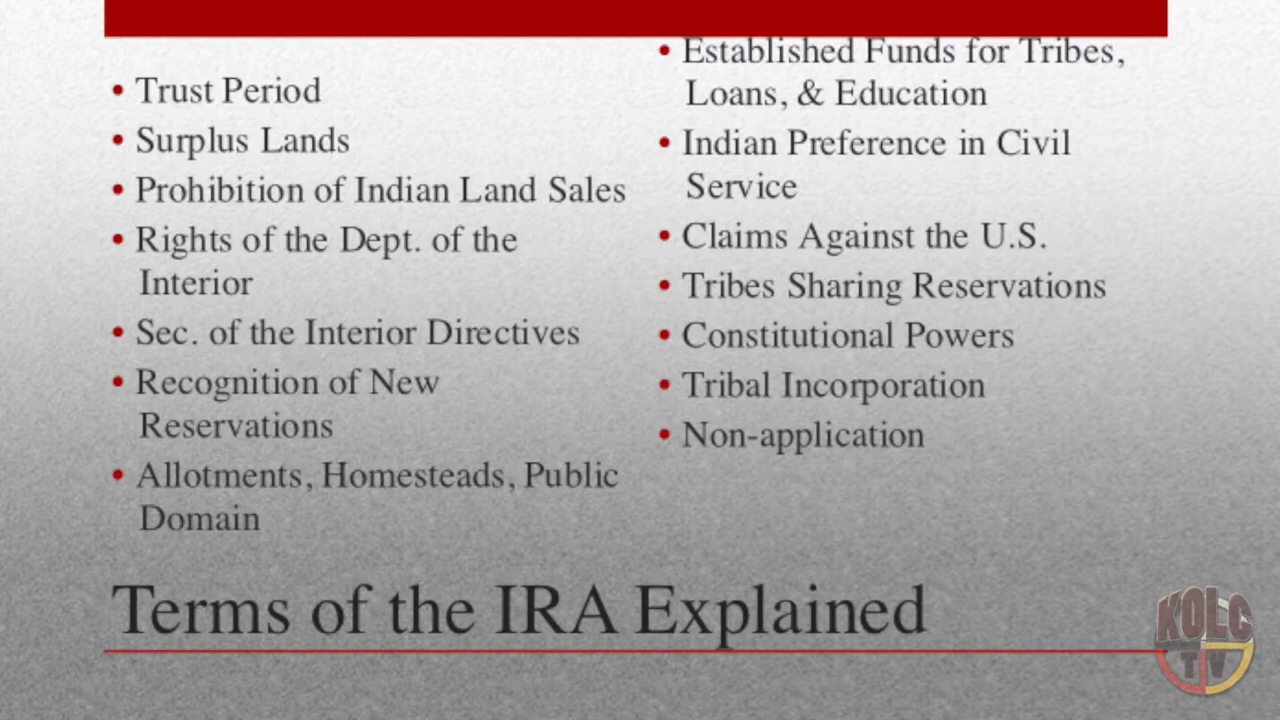 • Trust Period
• Surplus Lands
• Prohibition of Indian Land Sales
• Rights of the Dept. of the
Interior
• Sec. of the Interior Directives
• Recognition of New
Reservations
• Allotments, Homesteads, Public
Domain
• Established Funds for Tribes,
Loans, & Education
• Indian Preference in Civil
Service
• Claims Against the U.S.
• Tribes Sharing Reservations
• Constitutional Powers
• Tribal Incorporation
• Non-application
Terms of the IRA Explained
KOLC
TV